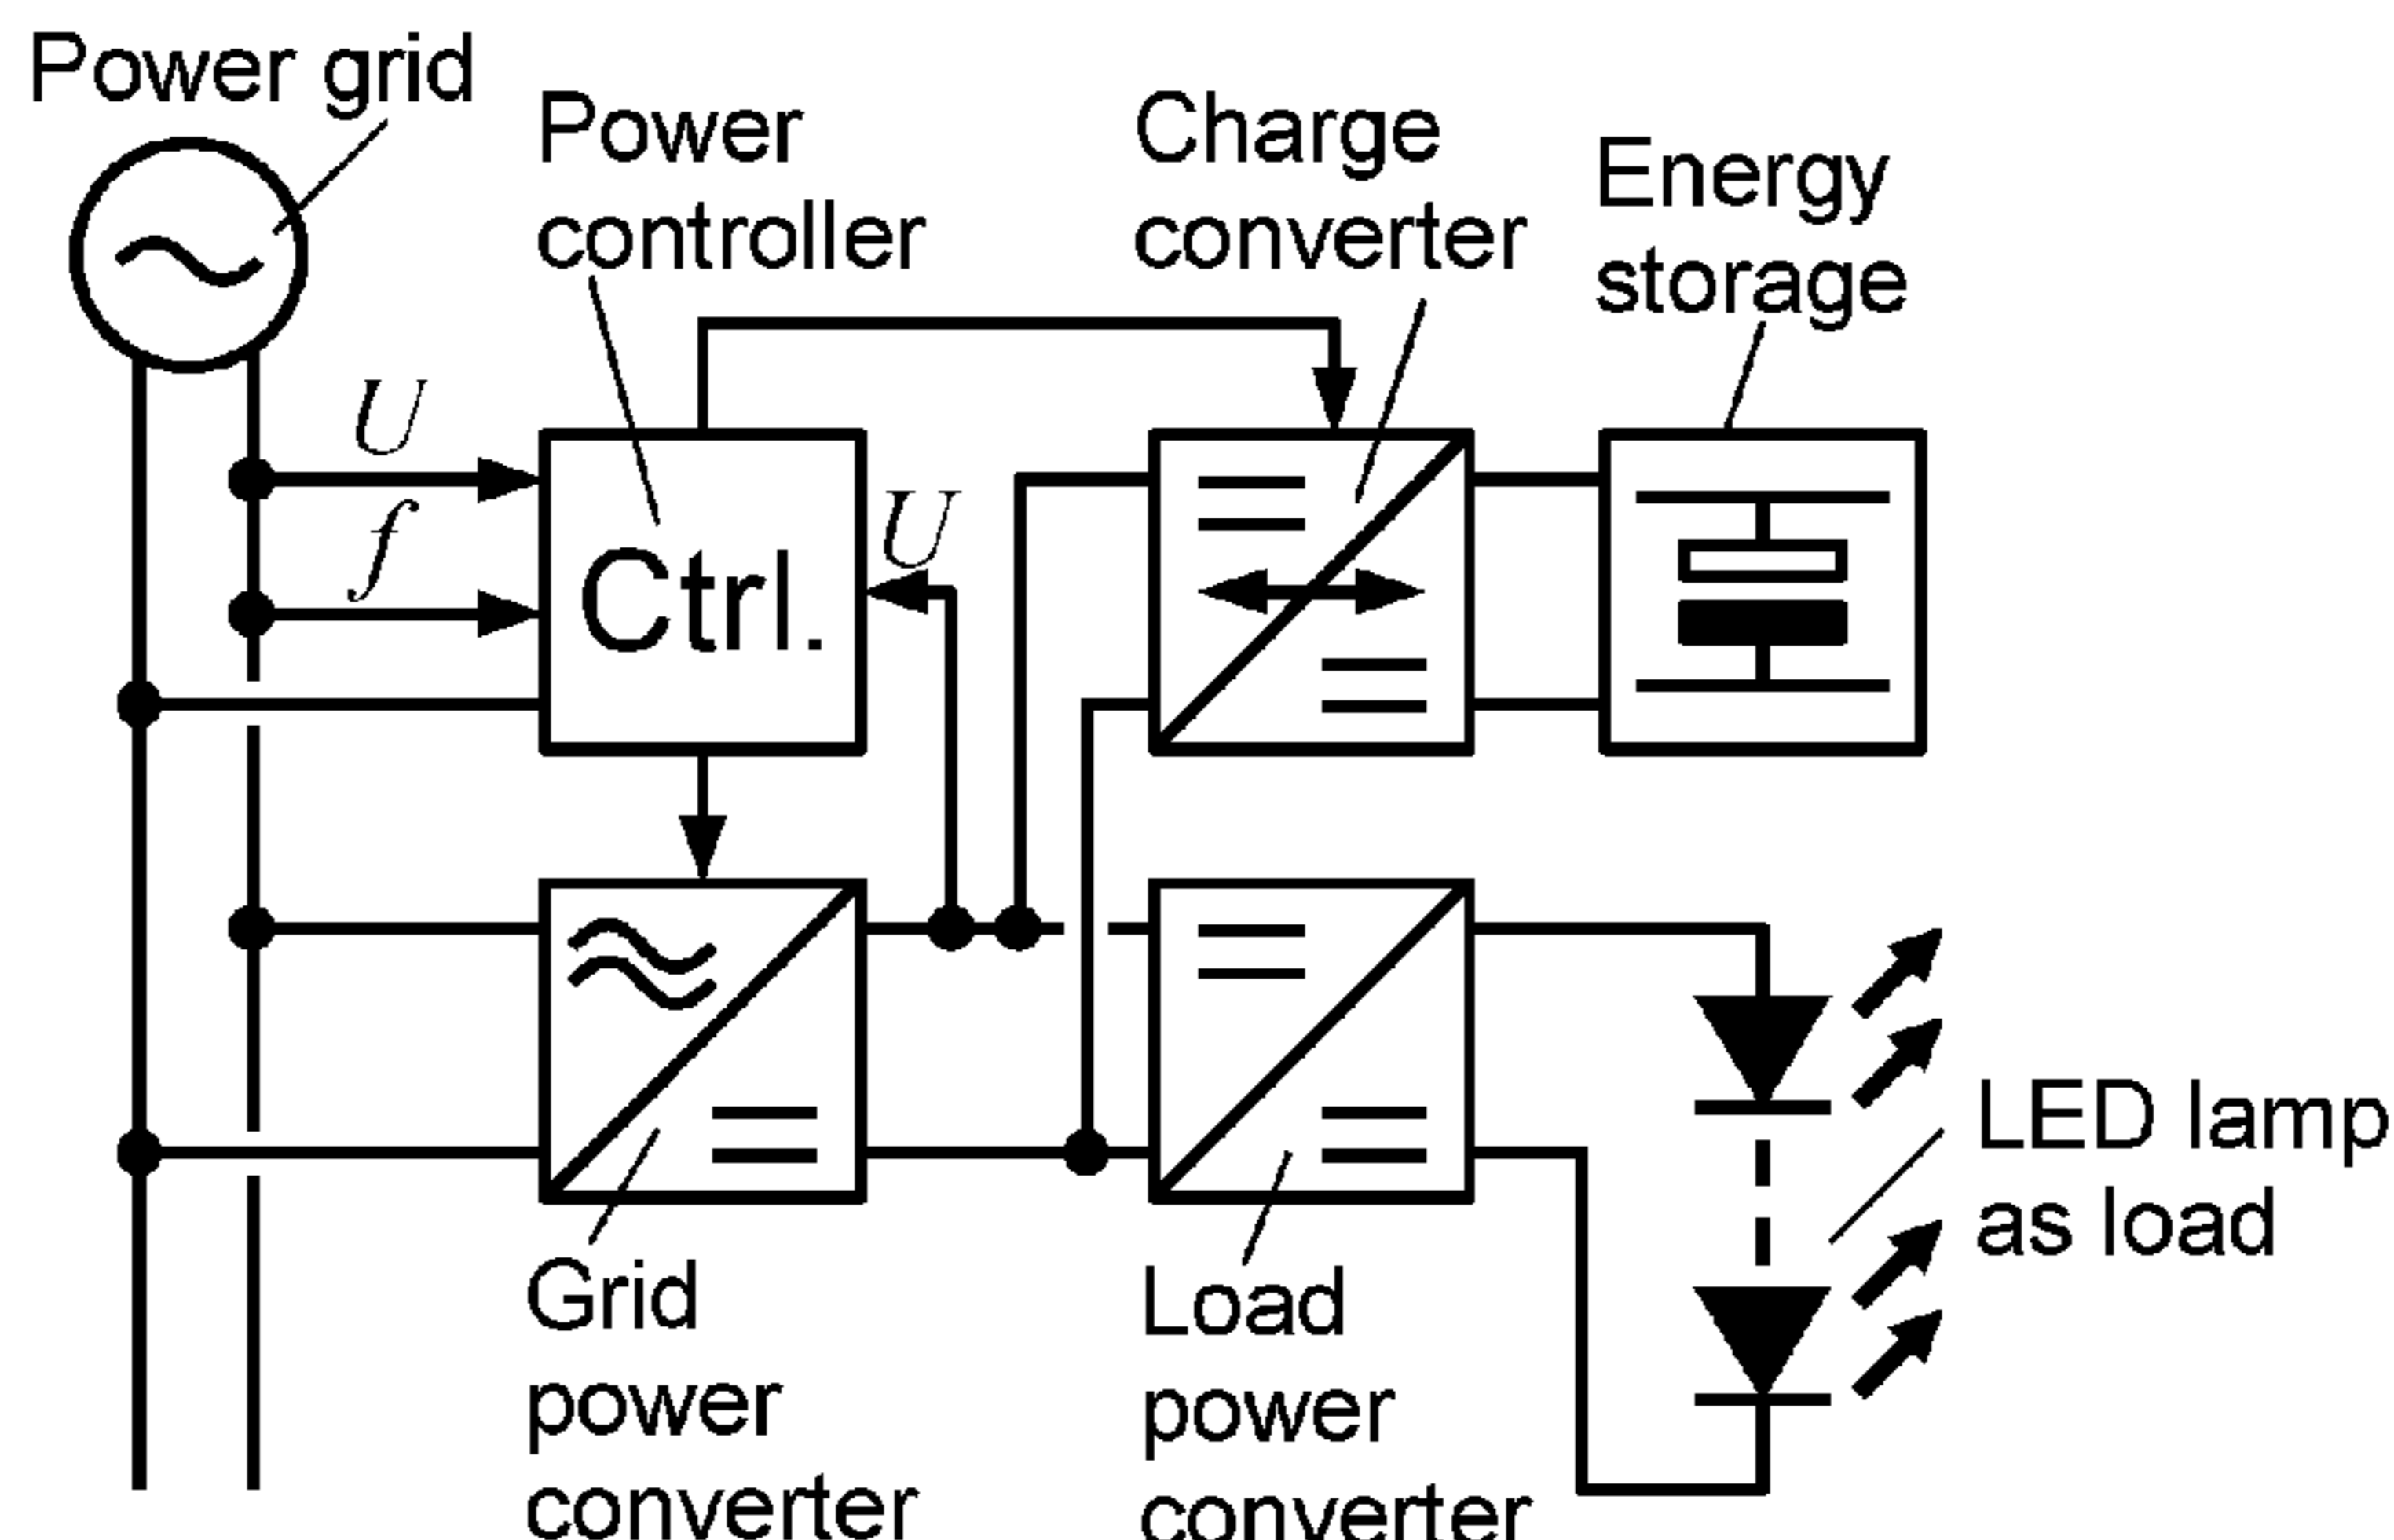 Power grid
Power
controller
Charge
converter
Energy
storage
U
f
U
Ctrl.
LED lamp
as load
Grid
power
converter
Load
power
converter